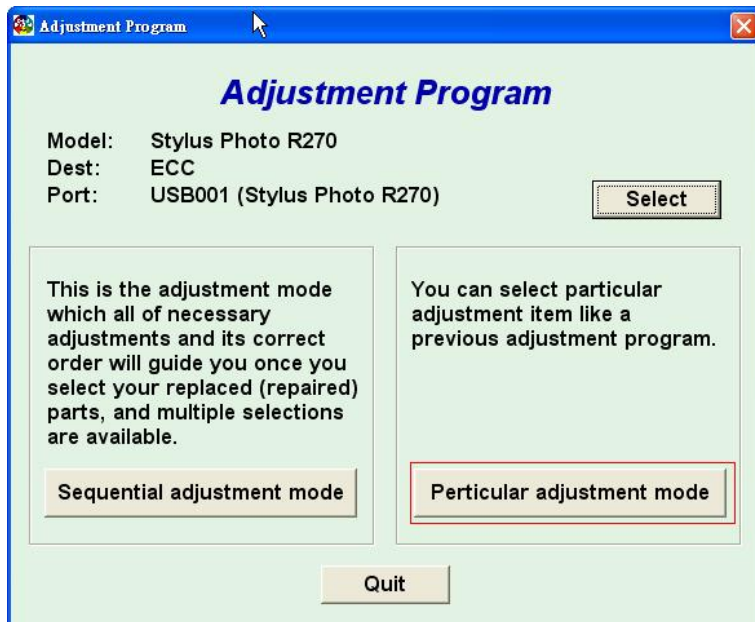 Adjustment Program
Adjustment Program
Model: Stylus Photo R270
Dest: ECC
Port: USB001 (Stylus Photo R270)
Select
This is the adjustment mode
which all of necessary
adjustments and its correct
order will guide you once you
select your replaced (repaired)
parts, and multiple selections
are available.
Sequential adjustment mode
You can select particular
adjustment item like a
previous adjustment program.
Perticular adjustment mode
Quit